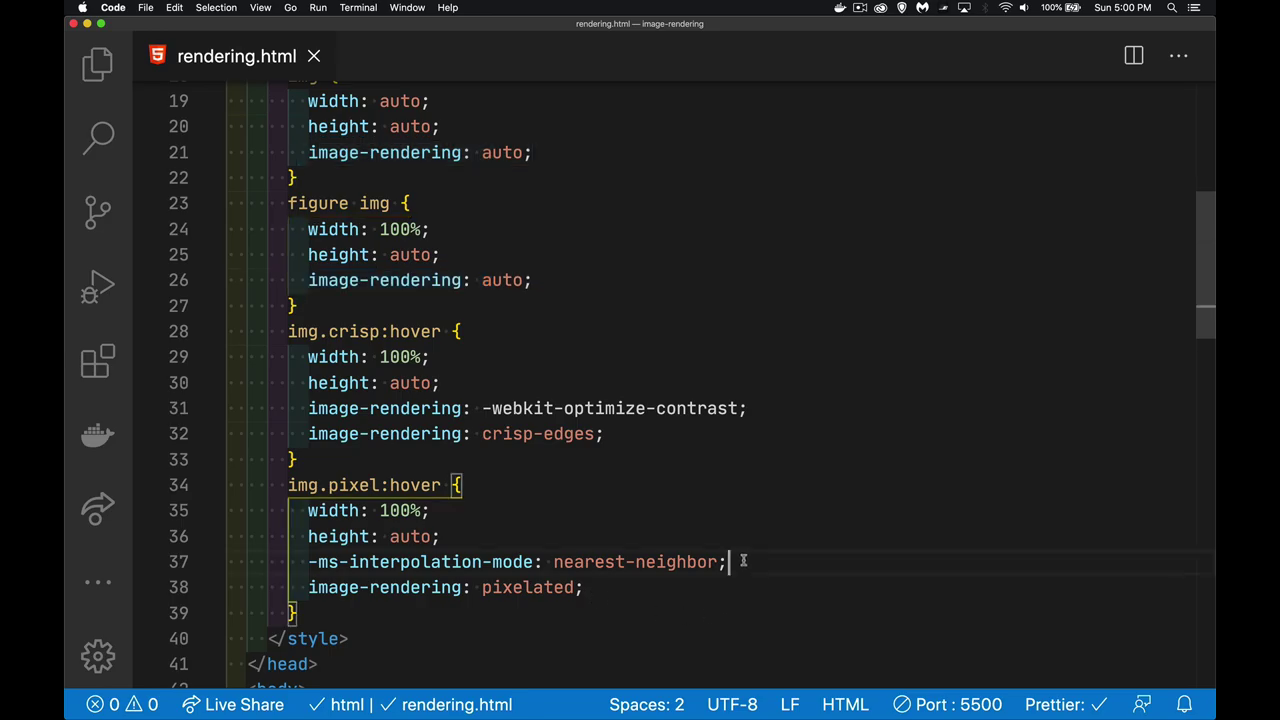 Code File Edit Selection View Go Run Terminal Window Help 100% Sun 5:00 PM
rendering.html — image-rendering
rendering.html
19 width: auto;
20 height: auto;
21 image-rendering: auto;
22 }
23 figure img {
24 width: 100%;
25 height: auto;
26 image-rendering: auto;
27 }
28 img.crisp:hover {
29 width: 100%;
30 height: auto;
31 image-rendering: -webkit-optimize-contrast;
32 image-rendering: crisp-edges;
33 }
34 img.pixel:hover {
35 width: 100%;
36 height: auto;
37 -ms-interpolation-mode: nearest-neighbor;
38 image-rendering: pixelated;
39 }
40 </style>
41 </head>
0 0 Live Share html | rendering.html Spaces: 2 UTF-8 LF HTML Port : 5500 Prettier: